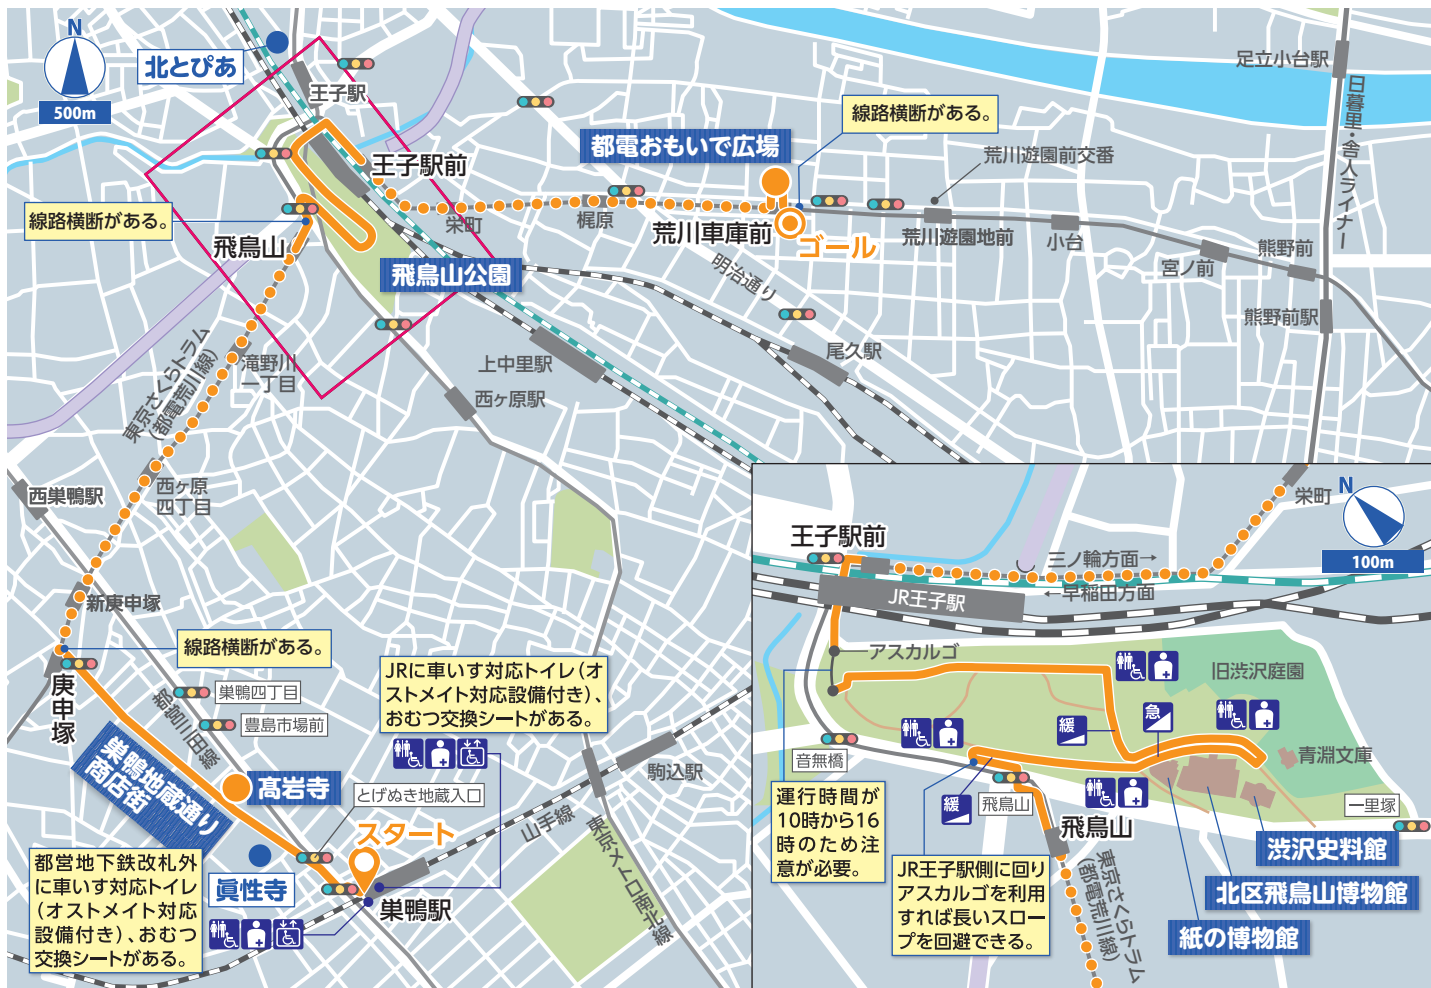 N
500m
北とぴあ
王子駅
王子駅前
線路横断がある。
飛鳥山
飛鳥山公園
栄町
梶原
都電おもいで広場
線路横断がある。
荒川車庫前
ゴール
荒川遊園前交番
荒川遊園地前
小台
宮ノ前
熊野前
熊野前駅
足立小台駅
日暮里・舎人ライナー
明治通り
尾久駅
上中里駅
西ヶ原駅
滝野川
一丁目
東京さくらトラム
(都電荒川線)
西ヶ原
四丁目
西巣鴨駅
新庚申塚
線路横断がある。
庚申塚
巣鴨四丁目
豊島市場前
都営三田線
巣鴨地蔵通り
商店街
髙岩寺
とげぬき地蔵入口
スタート
眞性寺
巣鴨駅
山手線
駒込駅
東京メトロ南北線
JRに車いす対応トイレ(オ
ストメイト対応設備付き)、
おむつ交換シートがある。
都営地下鉄改札外
に車いす対応トイレ
(オストメイト対応
設備付き)、おむつ
交換シートがある。
N
100m
栄町
王子駅前
三ノ輪方面→
←早稲田方面
JR王子駅
アスカルゴ
旧渋沢庭園
緩
急
青淵文庫
音無橋
緩
飛鳥山
飛鳥山
一里塚
運行時間が
10時から16
時のため注
意が必要。
JR王子駅側に回り
アスカルゴを利用
すれば長いスロー
プを回避できる。
東京さくらトラム
(都電荒川線)
渋沢史料館
北区飛鳥山博物館
紙の博物館